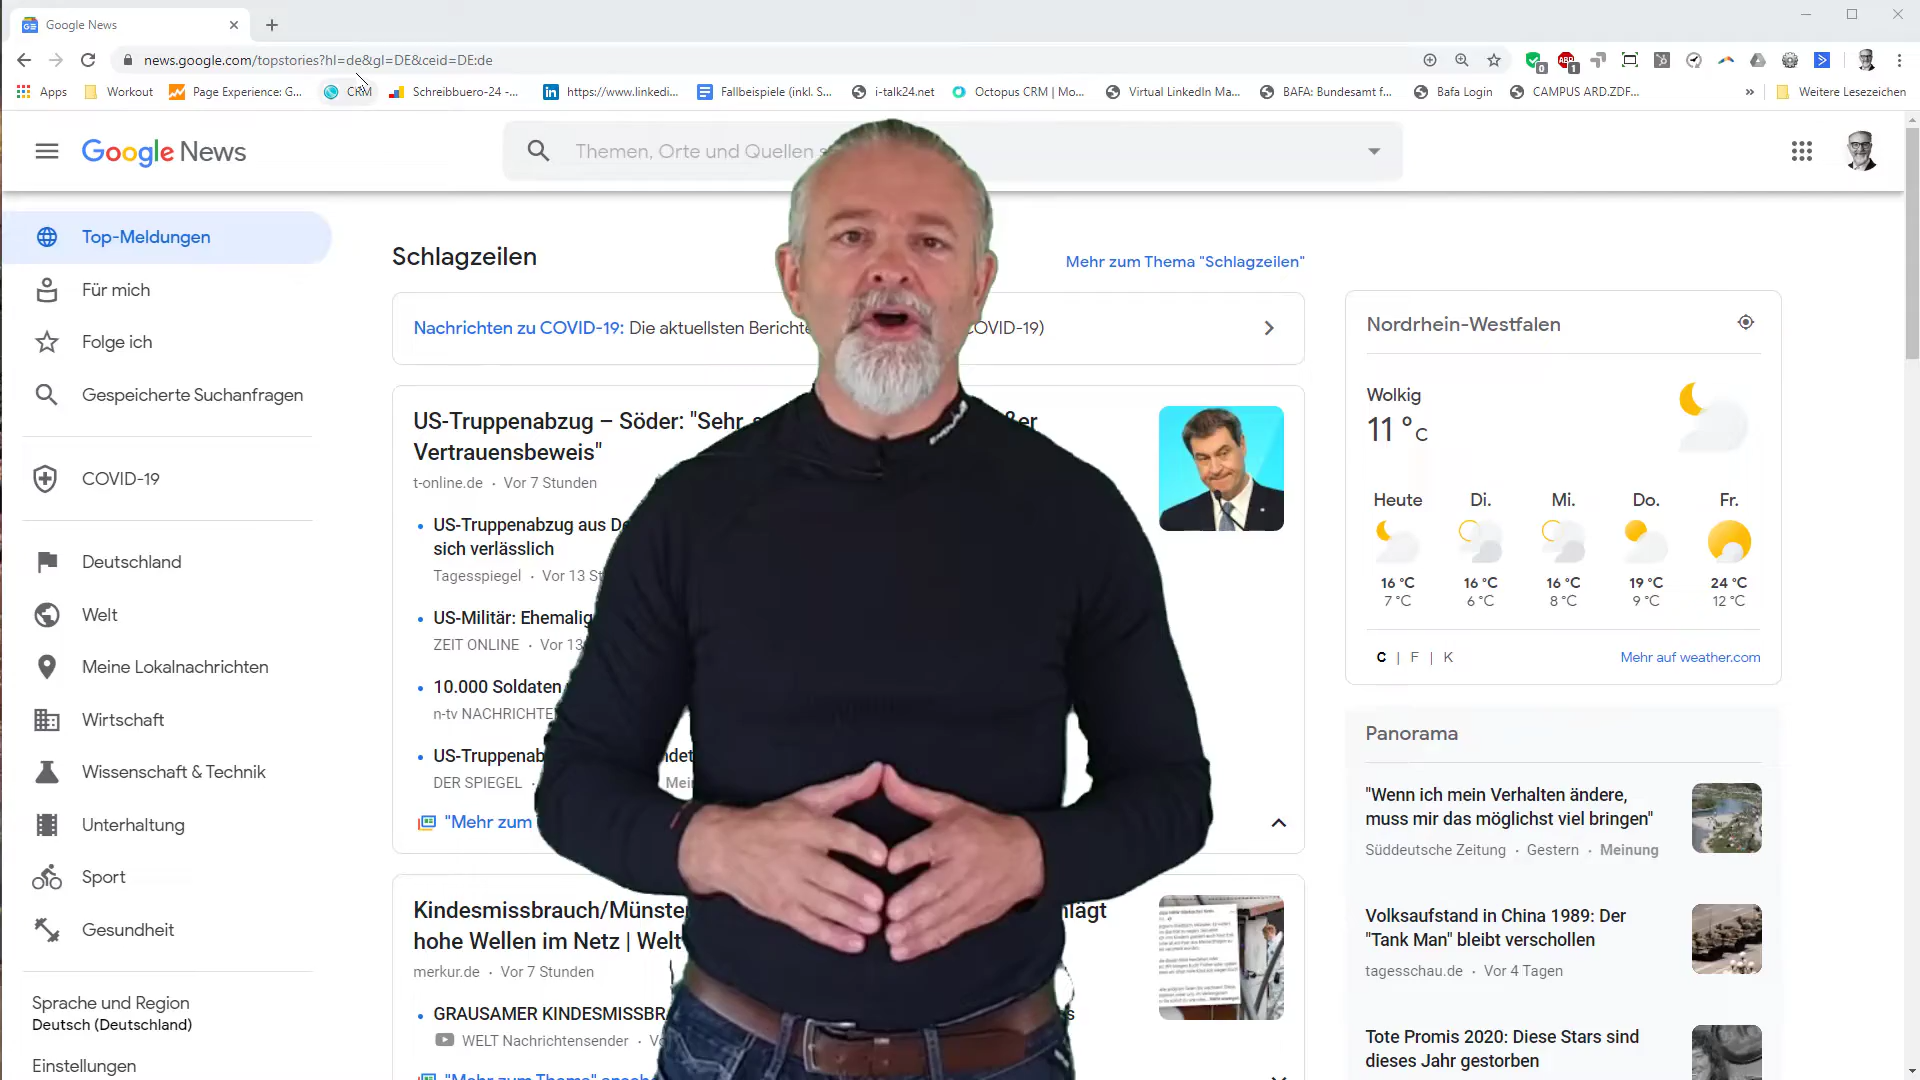 Google News
news.google.com/topstories?hl=de&gl=DE&ceid=DE:de
0
1
Apps
Workout
Page Experience: G...
CRM
Schreibbuero-24 -...
https://www.linkedi...
Fallbeispiele (inkl. S...
i-talk24.net
Octopus CRM | Mo...
Virtual LinkedIn Ma...
BAFA: Bundesamt f...
Bafa Login
CAMPUS ARD.ZDF...
»
Weitere Lesezeichen
Google News
Themen, Orte und Quellen
Top-Meldungen
Für mich
Folge ich
Gespeicherte Suchanfragen
COVID-19
Deutschland
Welt
Meine Lokalnachrichten
Wirtschaft
Wissenschaft & Technik
Unterhaltung
Sport
Gesundheit
Sprache und Region
Deutsch (Deutschland)
Einstellungen
Schlagzeilen
Mehr zum Thema "Schlagzeilen"
Nachrichten zu COVID-19: Die aktuellsten Berichte COVID-19)
US-Truppenabzug – Söder: "Sehr
Vertrauensbeweis"
t-online.de · Vor 7 Stunden
US-Truppenabzug aus
sich verlässlich
Tagesspiegel · Vor 13
US-Militär:
ZEIT ONLINE · Vor 13
10.000 Soldaten
n-tv
DER SPIEGEL ·
"Mehr zum
Kindesmissbrauch/Münster
hohe Wellen im Netz | Welt
merkur.de · Vor 7 Stunden
GRAUSAMER
WELT Nachrichtensender ·
"Mehr zum Thema"
Nordrhein-Westfalen
Wolkig
11 °C
Heute Di. Mi. Do. Fr.
16 °C 16 °C 16 °C 19 °C 24 °C
7 °C 6 °C 8 °C 9 °C 12 °C
C | F | K
Mehr auf weather.com
Panorama
"Wenn ich mein Verhalten ändere,
muss mir das möglichst viel bringen"
Süddeutsche Zeitung · Gestern · Meinung
Volksaufstand in China 1989: Der
"Tank Man" bleibt verschollen
tagesschau.de · Vor 4 Tagen
Tote Promis 2020: Diese Stars sind
dieses Jahr gestorben